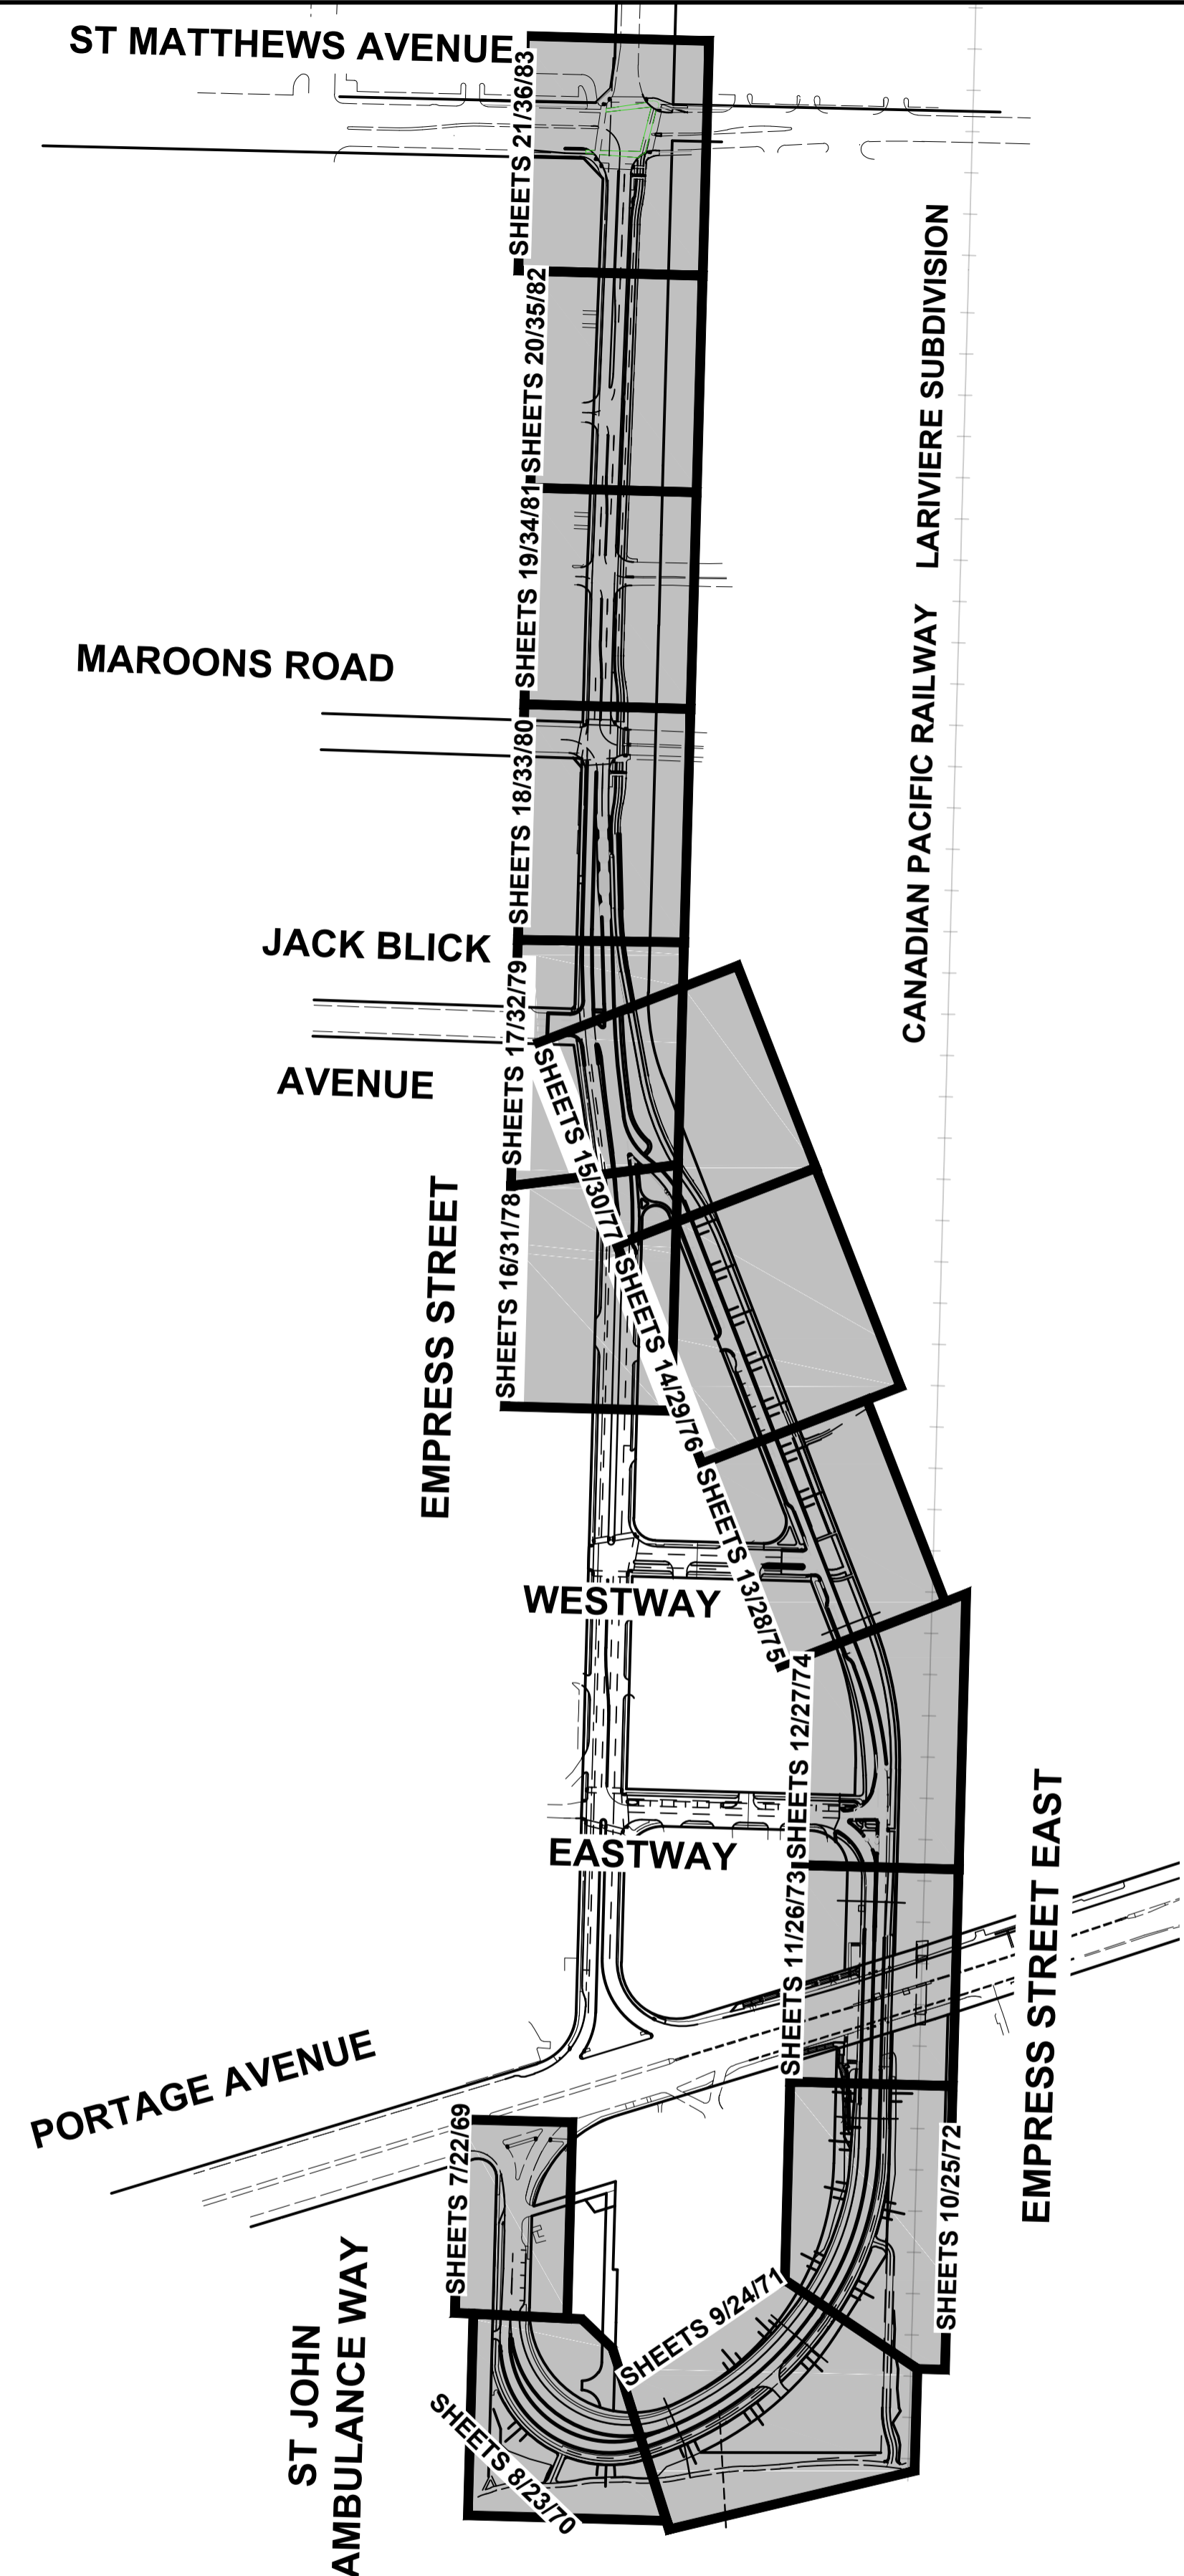 ST MATTHEWS AVENUE
SHEETS 21/36/83
SHEETS 20/35/82
LARIVIERE SUBDIVISION
SHEETS 19/34/81
CANADIAN PACIFIC RAILWAY
MAROONS ROAD
SHEETS 18/33/80
JACK BLICK
AVENUE
SHEETS 17/32/79
SHEETS 15/30/77
EMPRESS STREET
SHEETS 16/31/78
SHEETS 14/29/76
SHEETS 13/28/75
WESTWAY
SHEETS 12/27/74
EASTWAY
SHEETS 11/26/73
EMPRESS STREET EAST
PORTAGE AVENUE
SHEETS 7/22/69
SHEETS 10/25/72
ST JOHN
AMBULANCE WAY
SHEETS 9/24/71
SHEETS 8/23/70